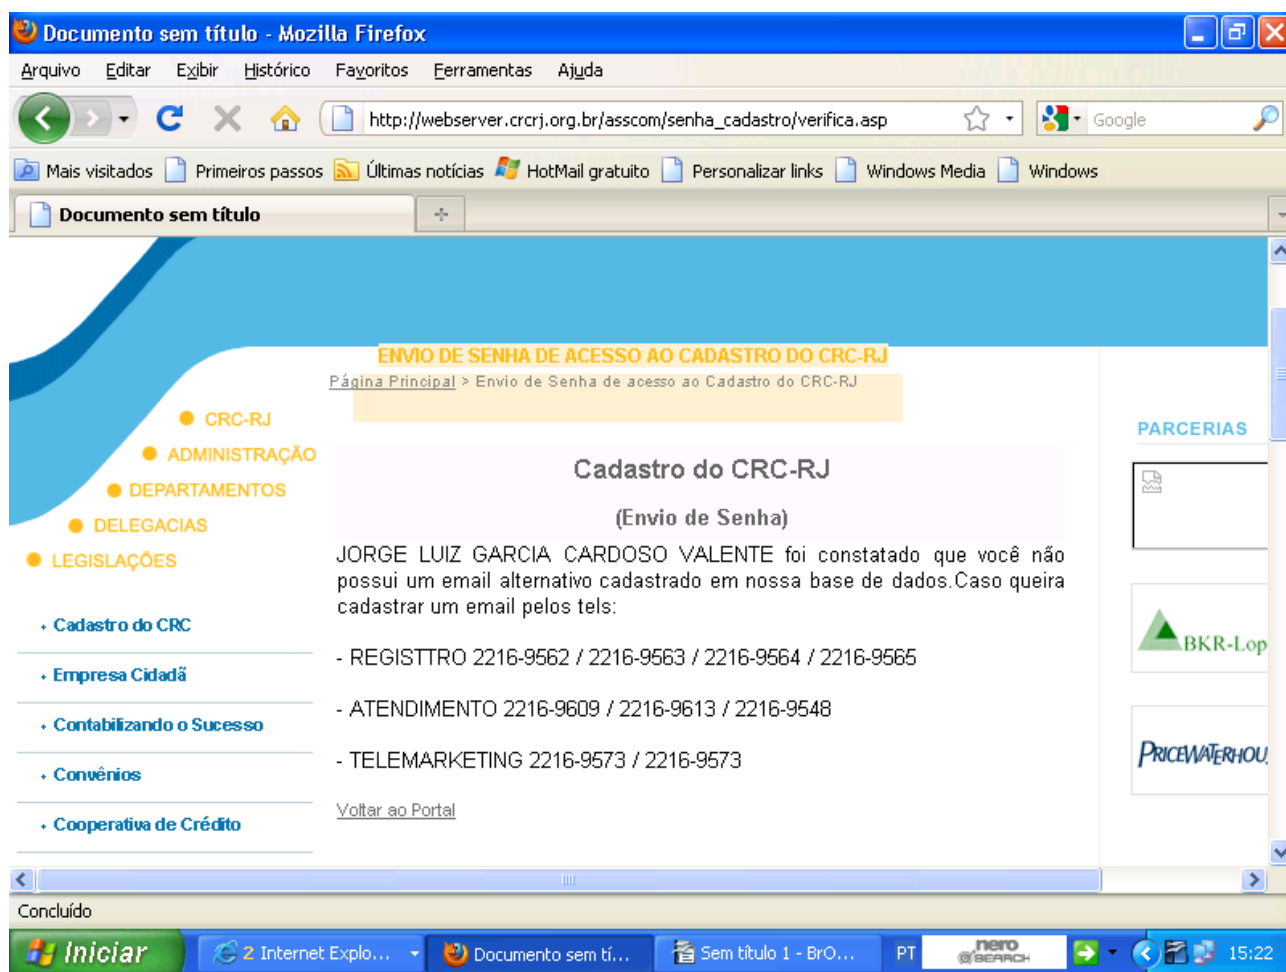 Documento sem título - Mozilla Firefox
Arquivo Editar Exibir Histórico Favoritos Ferramentas Ajuda
http://webserver.crcrj.org.br/asscom/senha_cadastro/verifica.asp Google
Mais visitados Primeiros passos Últimas notícias HotMail gratuito Personalizar links Windows Media Windows
Documento sem título
ENVIO DE SENHA DE ACESSO AO CADASTRO DO CRC-RJ
Página Principal > Envio de Senha de acesso ao Cadastro do CRC-RJ
CRC-RJ
ADMINISTRAÇÃO
DEPARTAMENTOS
DELEGACIAS
LEGISLAÇÕES
Cadastro do CRC
Empresa Cidadã
Contabilizando o Sucesso
Convênios
Cooperativa de Crédito
Cadastro do CRC-RJ
(Envio de Senha)
JORGE LUIZ GARCIA CARDOSO VALENTE foi constatado que você não
possui um email alternativo cadastrado em nossa base de dados.Caso queira
cadastrar um email pelos tels:
- REGISTTRO 2216-9562 / 2216-9563 / 2216-9564 / 2216-9565
- ATENDIMENTO 2216-9609 / 2216-9613 / 2216-9548
- TELEMARKETING 2216-9573 / 2216-9573
Voltar ao Portal
PARCERIAS
BKR-Lop
PRICEWATERHOU
Concluído
Iniciar 2 Internet Explo... Documento sem tí... Sem título 1 - BrO... PT nero SEARCH 15:22